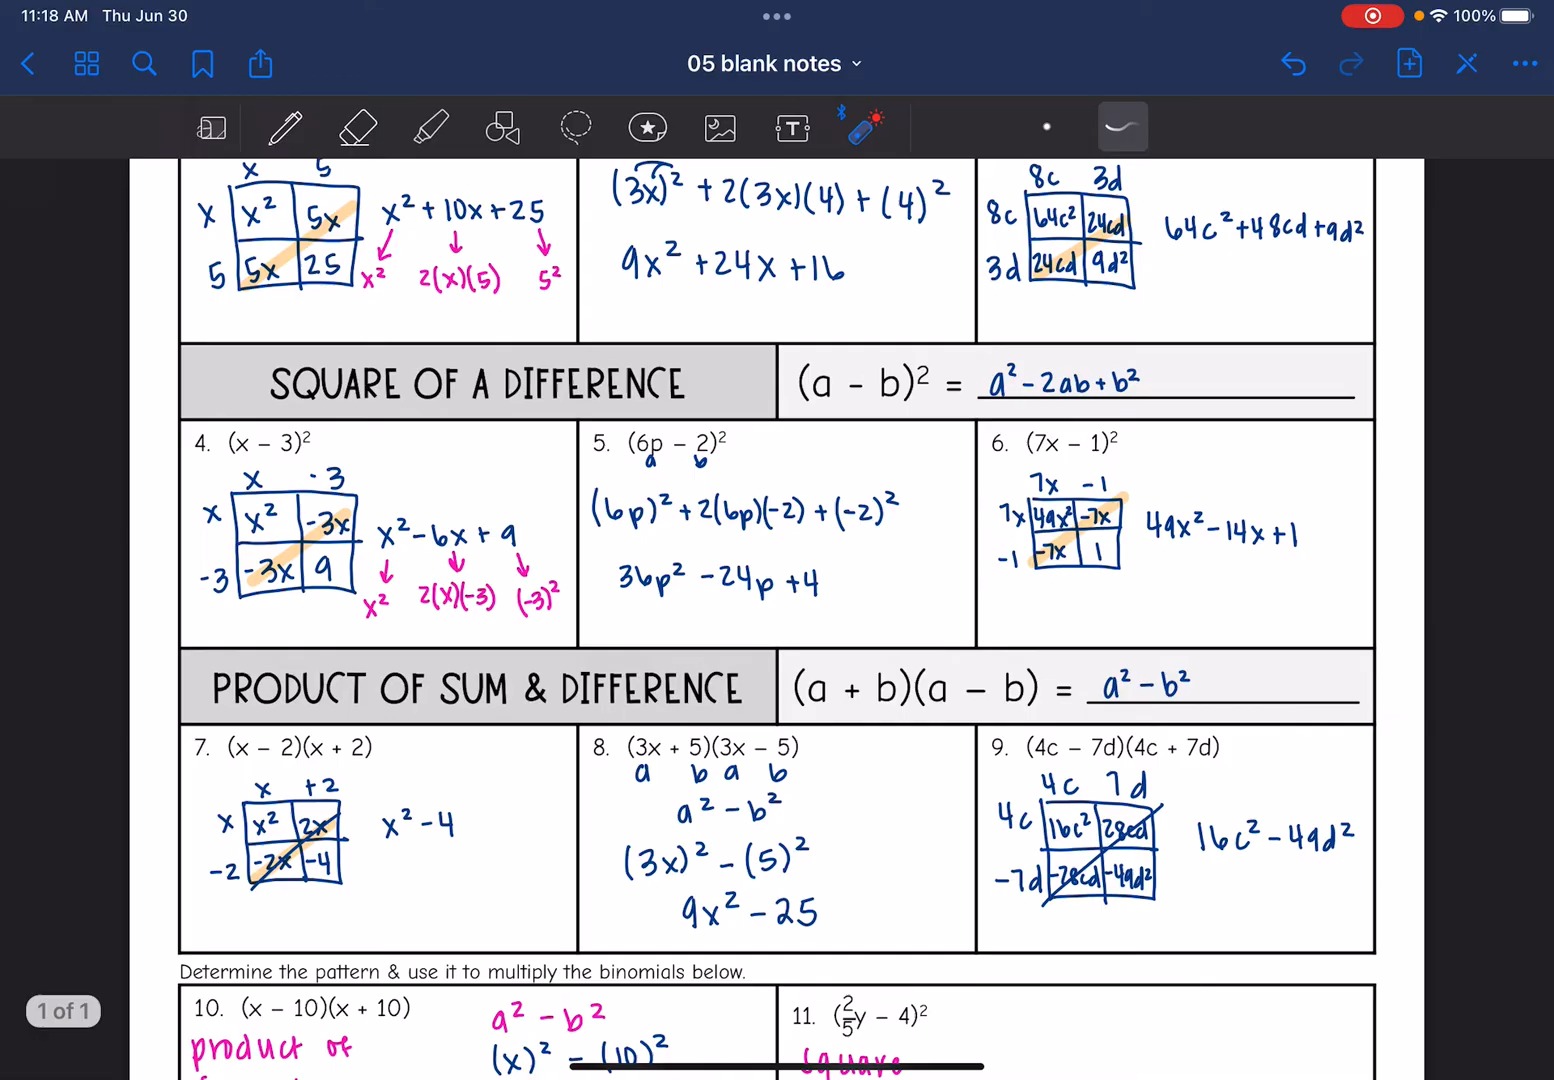 11:18 AM Thu Jun 30
100%
05 blank notes
x 5
x x² 5x
5 5x 25
x² + 10x + 25
x² 2(x)(5) 5²
(3x)² + 2(3x)(4) + (4)²
9x² + 24x + 16
8c 3d
8c 64c² 24cd
3d 24cd 9d²
64c² + 48cd + 9d²
SQUARE OF A DIFFERENCE
(a - b)² = a² - 2ab + b²
4. (x - 3)²
x -3
x x² -3x
-3 -3x 9
x² - 6x + 9
x² 2(x)(-3) (-3)²
5. (6p - 2)²
a b
(6p)² + 2(6p)(-2) + (-2)²
36p² - 24p + 4
6. (7x - 1)²
7x -1
7x 49x² -7x
-1 -7x 1
49x² - 14x + 1
PRODUCT OF SUM & DIFFERENCE
(a + b)(a - b) = a² - b²
7. (x - 2)(x + 2)
x +2
x x² 2x
-2 -2x -4
x² - 4
8. (3x + 5)(3x - 5)
a b a b
a² - b²
(3x)² - (5)²
9x² - 25
9. (4c - 7d)(4c + 7d)
4c 7d
4c 16c² 28cd
-7d -28cd -49d²
16c² - 49d²
Determine the pattern & use it to multiply the binomials below.
10. (x - 10)(x + 10)
product of
a² - b²
(x)² - (10)²
11. (2/5y - 4)²
square
1 of 1